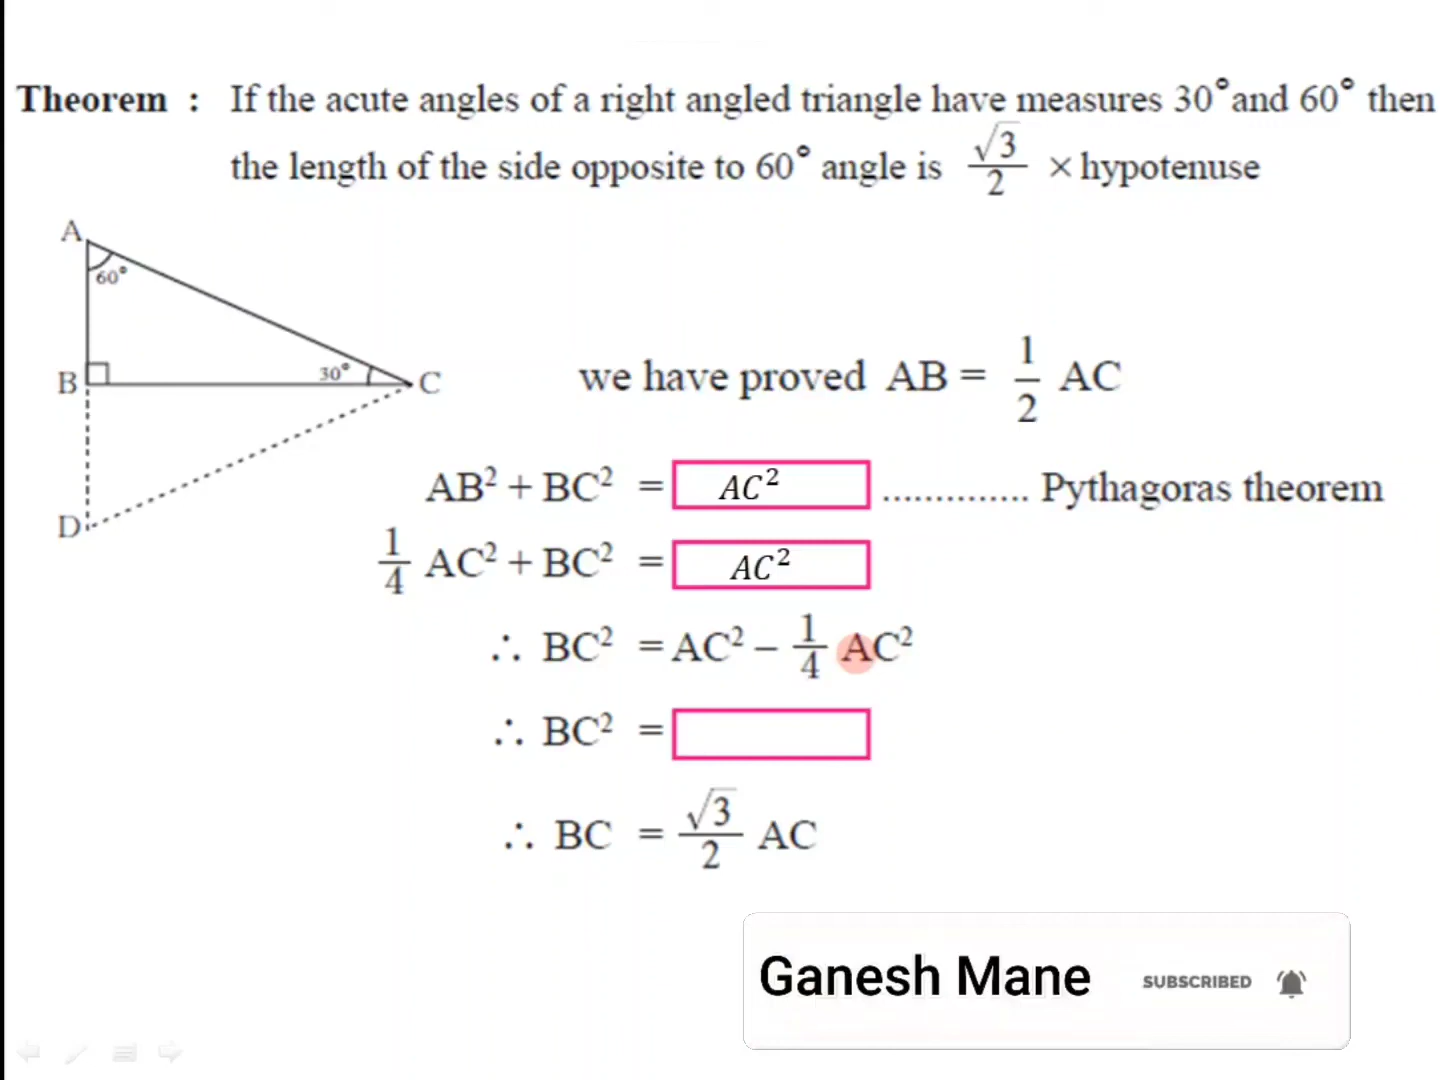 Theorem : If the acute angles of a right angled triangle have measures 30° and 60° then
the length of the side opposite to 60° angle is √3/2 × hypotenuse
A
60°
B
30°
C
D
we have proved AB = 1/2 AC
AB² + BC² = AC² .............. Pythagoras theorem
1/4 AC² + BC² = AC²
∴ BC² = AC² – 1/4 AC²
∴ BC² =
∴ BC = √3/2 AC
Ganesh Mane SUBSCRIBED